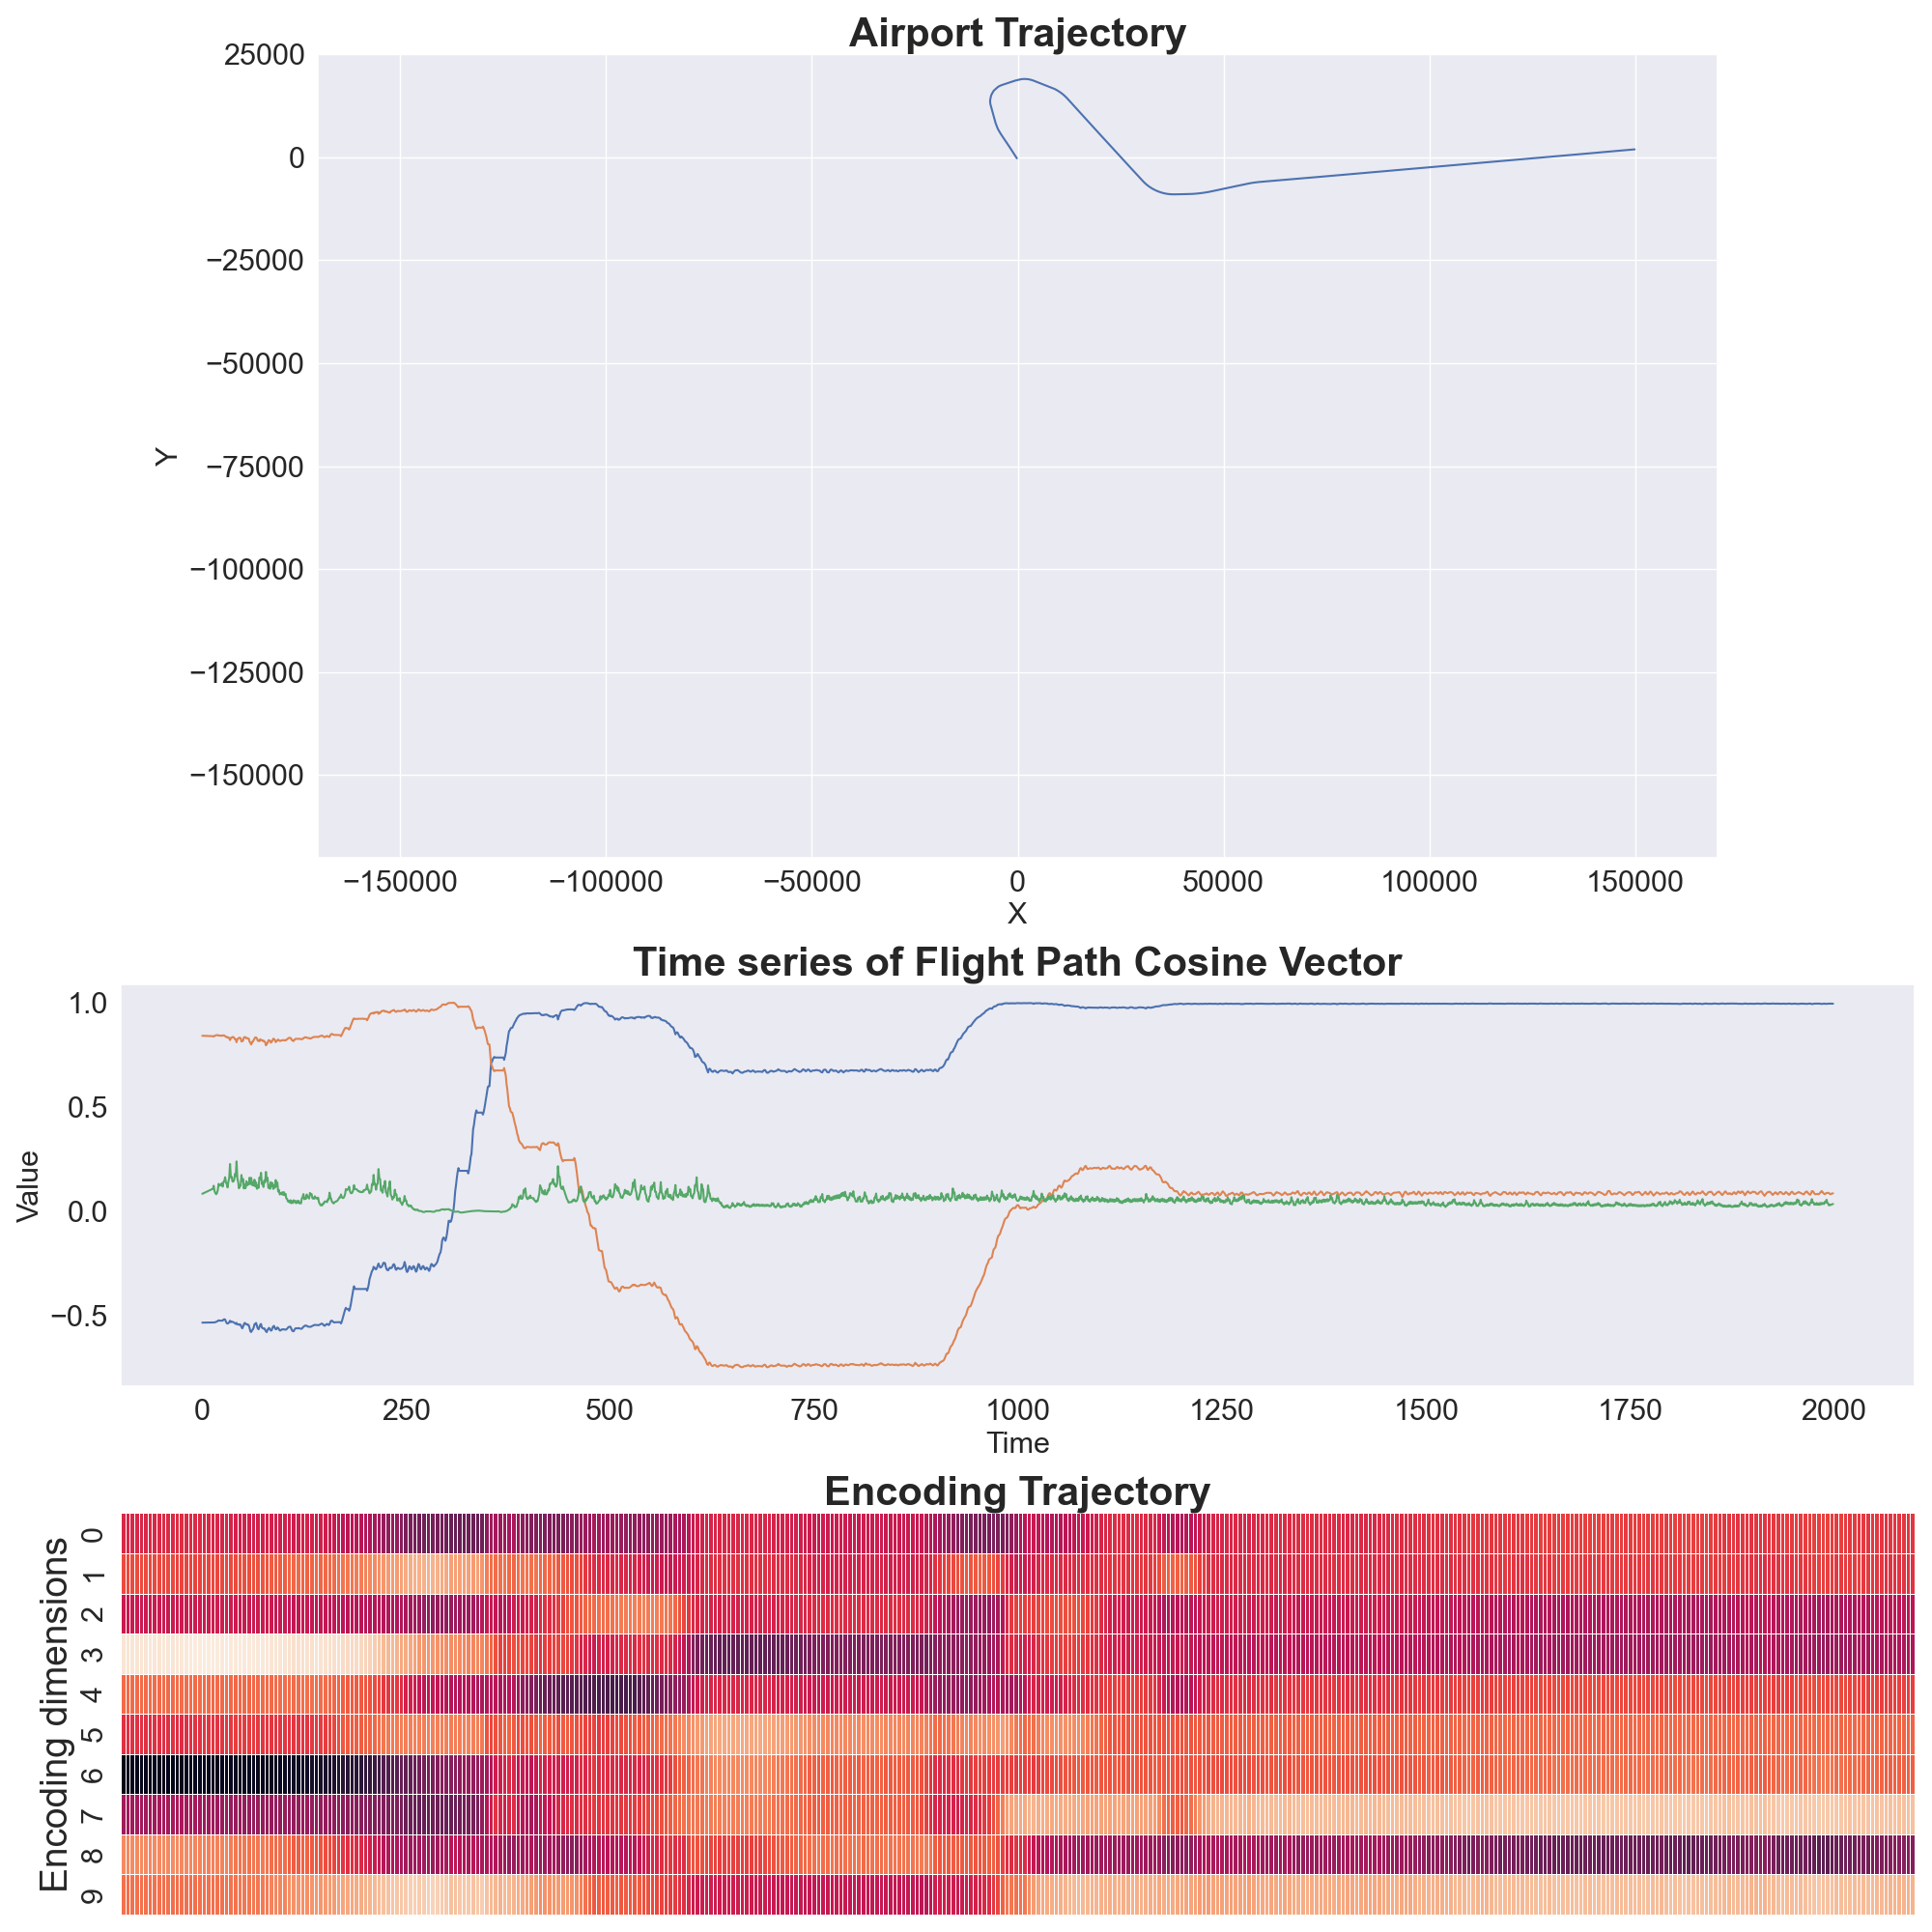 Airport Trajectory
25000
0
−25000
−50000
−75000
−100000
−125000
−150000
Y
−150000 −100000 −50000 0 50000 100000 150000
X
Time series of Flight Path Cosine Vector
1.0
0.5
0.0
−0.5
Value
0 250 500 750 1000 1250 1500 1750 2000
Time
Encoding Trajectory
Encoding dimensions
0
1
2
3
4
5
6
7
8
9